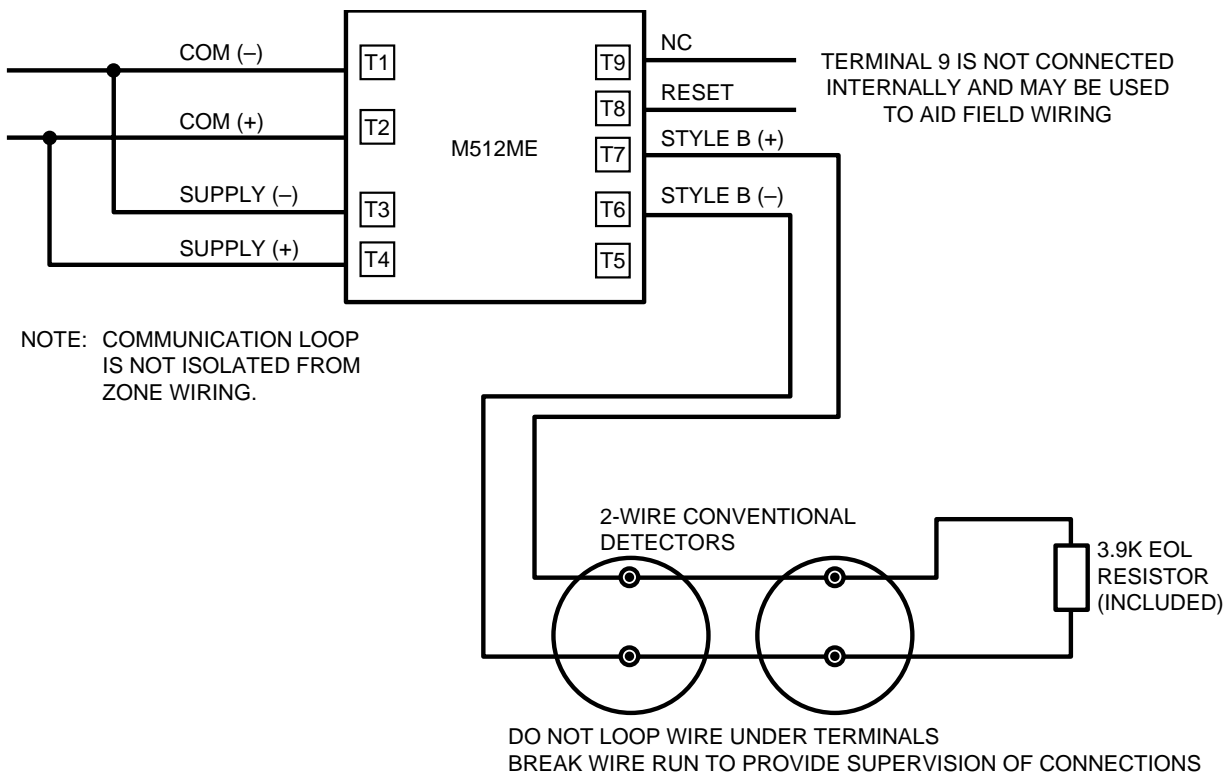 COM (–)
T1
COM (+)
T2
SUPPLY (–)
T3
SUPPLY (+)
T4
M512ME
T9
NC
T8
RESET
T7
STYLE B (+)
T6
STYLE B (–)
T5
TERMINAL 9 IS NOT CONNECTED
INTERNALLY AND MAY BE USED
TO AID FIELD WIRING
NOTE: COMMUNICATION LOOP
IS NOT ISOLATED FROM
ZONE WIRING.
2-WIRE CONVENTIONAL
DETECTORS
3.9K EOL
RESISTOR
(INCLUDED)
DO NOT LOOP WIRE UNDER TERMINALS
BREAK WIRE RUN TO PROVIDE SUPERVISION OF CONNECTIONS